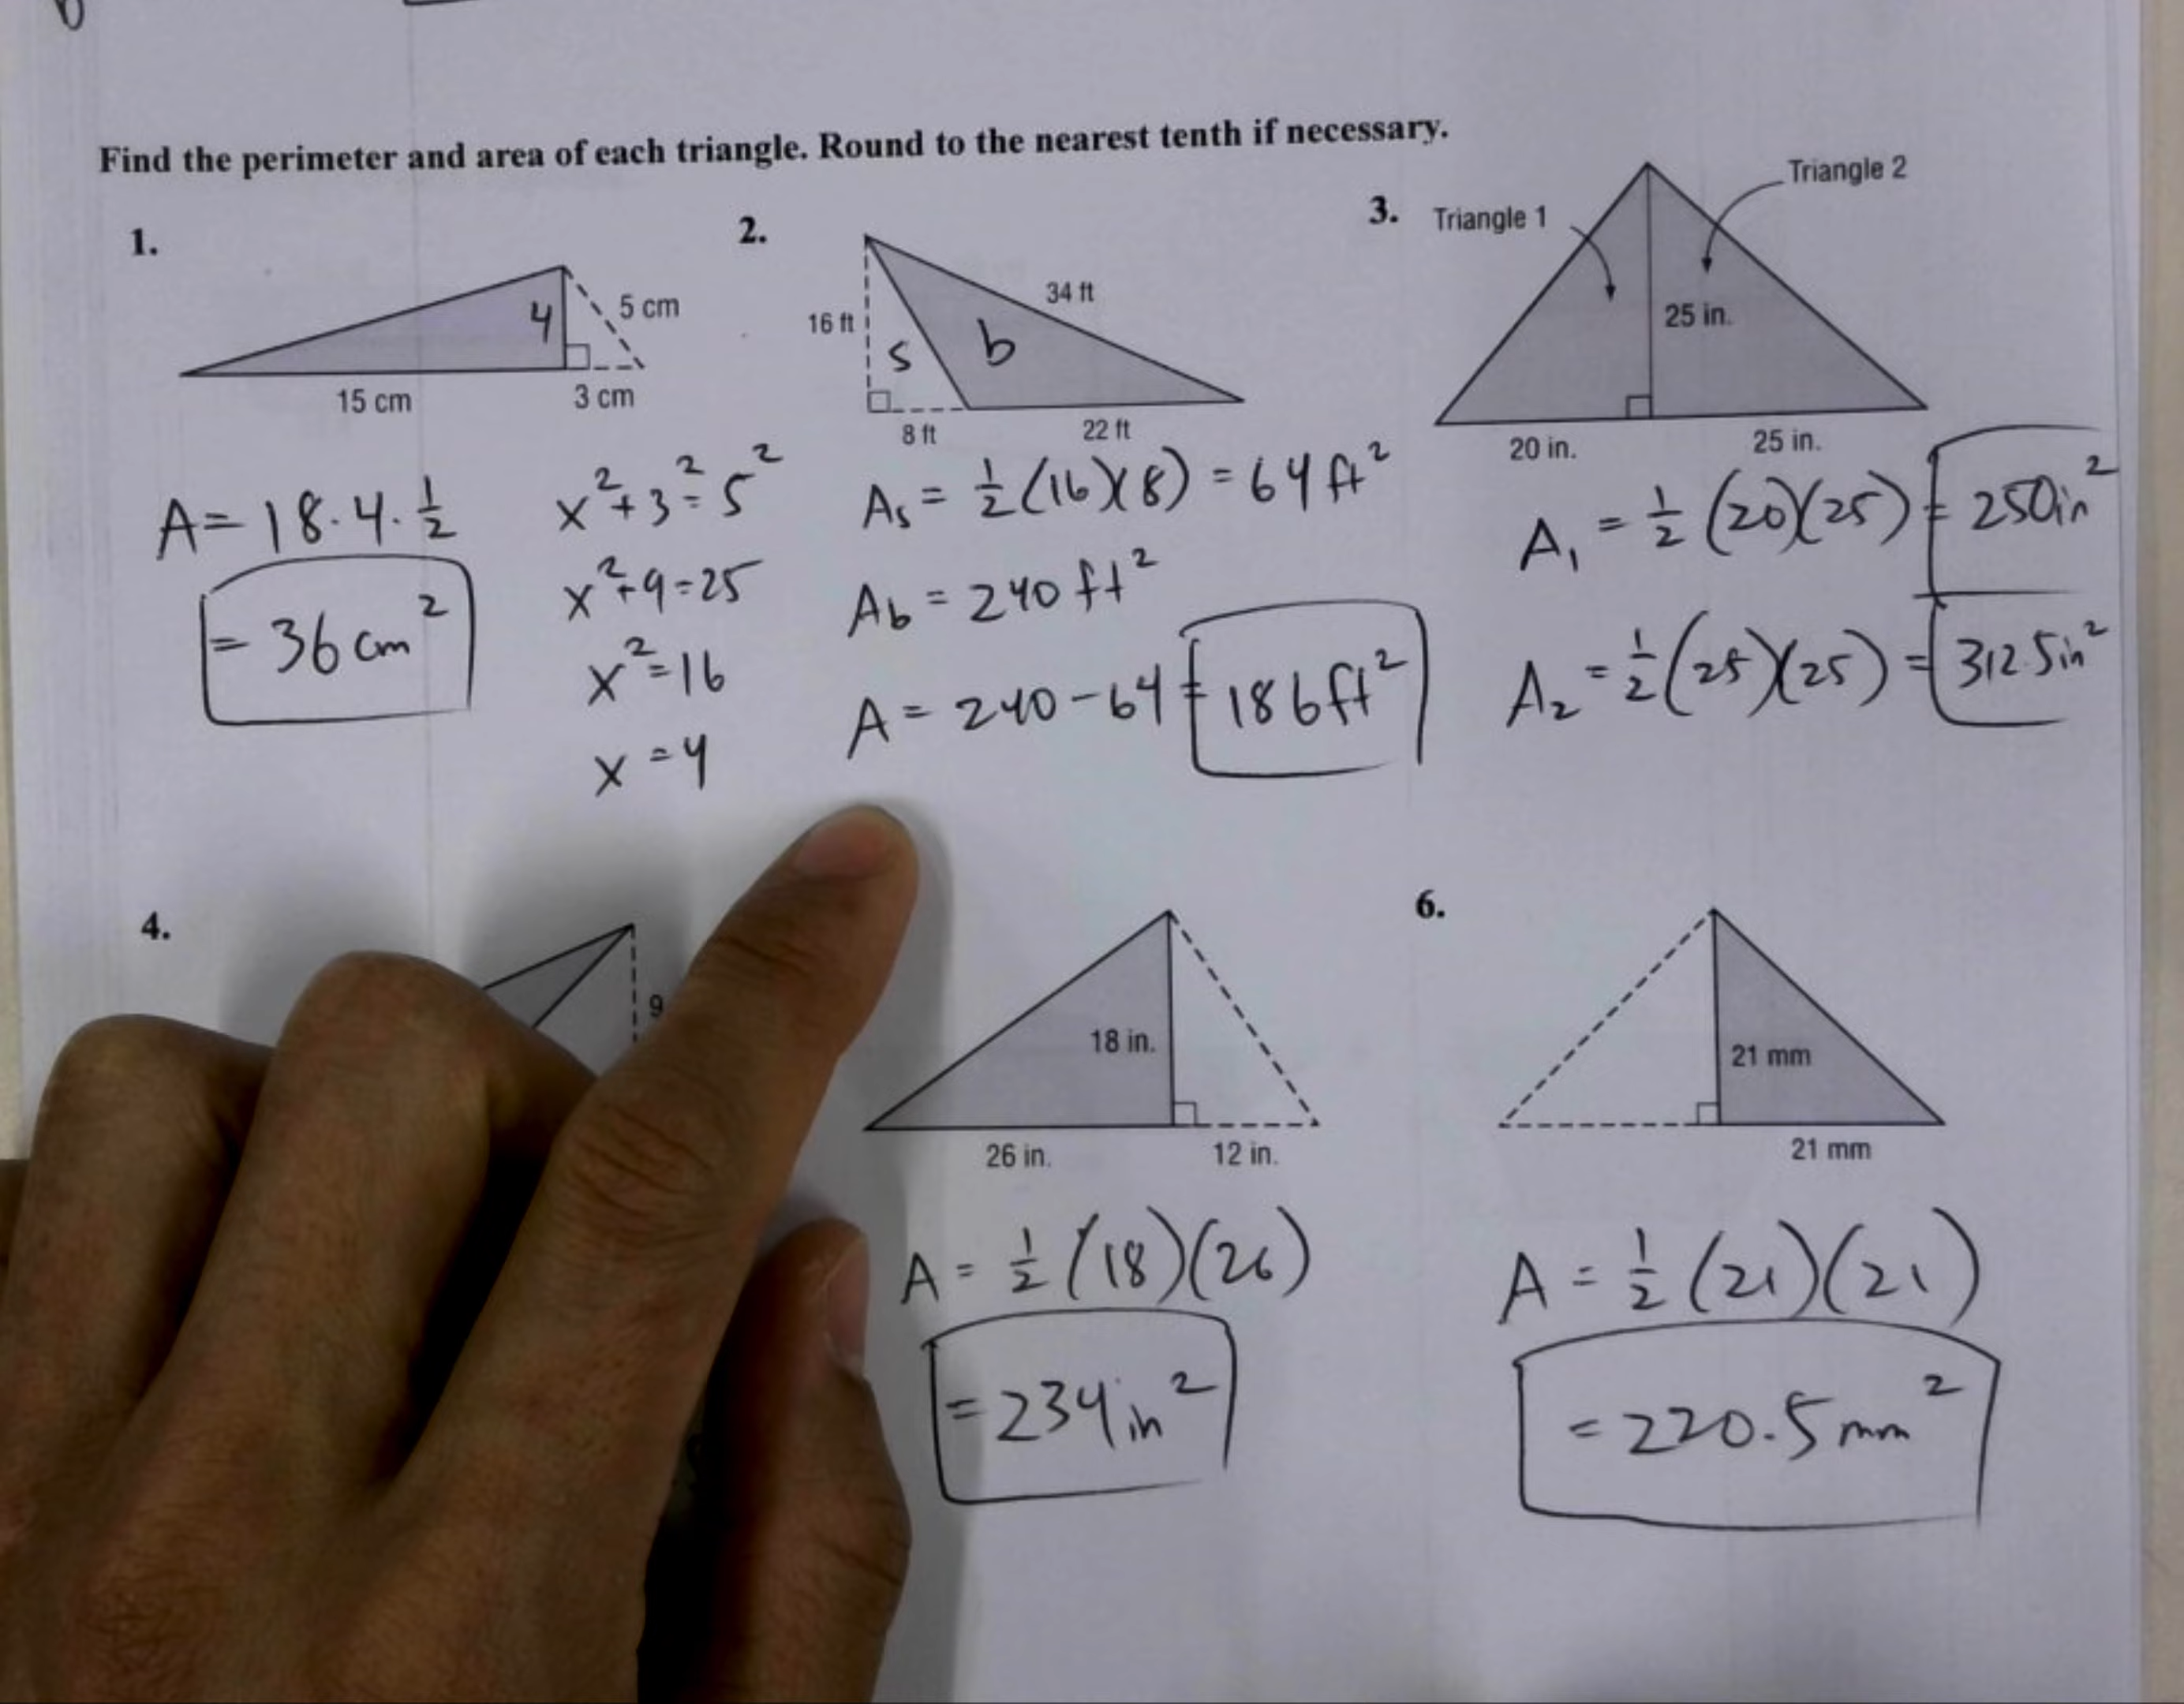 Find the perimeter and area of each triangle. Round to the nearest tenth if necessary.
1.
4
5 cm
15 cm
3 cm
A = 18 · 4 · 1/2
= 36 cm²
x² + 3² = 5²
x² + 9 = 25
x² = 16
x = 4
2.
16 ft
s
b
34 ft
8 ft
22 ft
As = 1/2 (16)(8) = 64 ft²
Ab = 240 ft²
A = 240 - 64 = 186 ft²
3.
Triangle 1
Triangle 2
25 in.
20 in.
25 in.
A₁ = 1/2 (20)(25) = 250 in²
A₂ = 1/2 (25)(25) = 312.5 in²
4.
9
18 in.
26 in.
12 in.
A = 1/2 (18)(26)
= 234 in²
6.
21 mm
21 mm
A = 1/2 (21)(21)
= 220.5 mm²